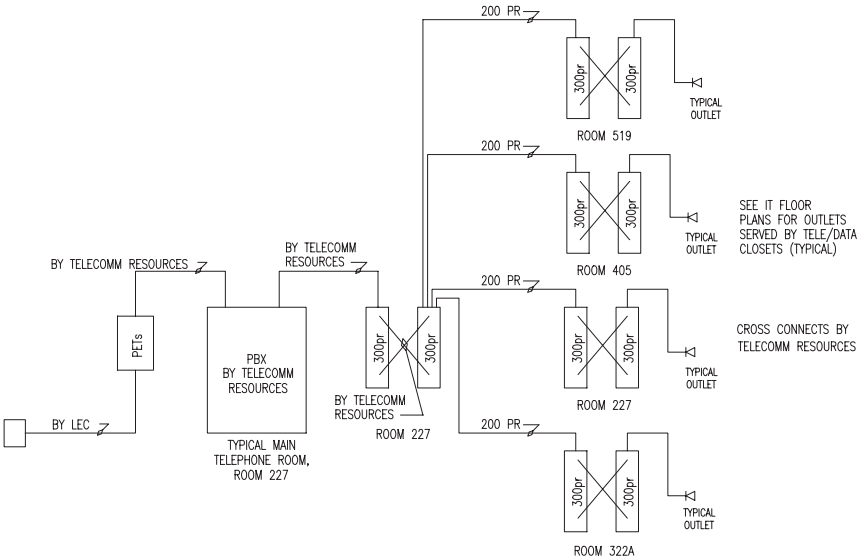 200 PR
300pr
300pr
TYPICAL
OUTLET
ROOM 519
200 PR
300pr
300pr
TYPICAL
OUTLET
ROOM 405
SEE IT FLOOR
PLANS FOR OUTLETS
SERVED BY TELE/DATA
CLOSETS (TYPICAL)
BY TELECOMM RESOURCES
BY TELECOMM
RESOURCES
PETs
PBX
BY TELECOMM
RESOURCES
300pr
300pr
BY TELECOMM
RESOURCES
ROOM 227
200 PR
300pr
300pr
TYPICAL
OUTLET
ROOM 227
CROSS CONNECTS BY
TELECOMM RESOURCES
BY LEC
TYPICAL MAIN
TELEPHONE ROOM,
ROOM 227
200 PR
300pr
300pr
TYPICAL
OUTLET
ROOM 322A